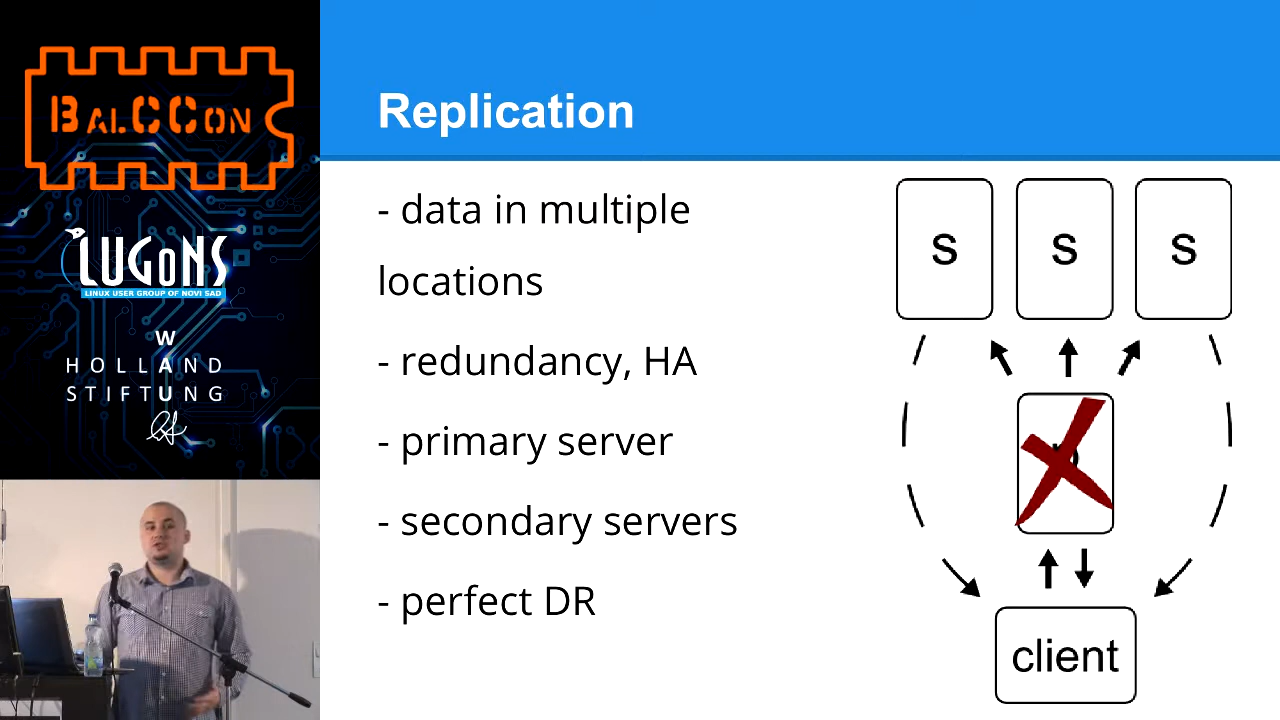 BALCCON
LUGONS
LINUX USER GROUP OF NOVI SAD
W
HOLLAND
STIFTUNG
Replication
- data in multiple
locations
- redundancy, HA
- primary server
- secondary servers
- perfect DR
S S S
client